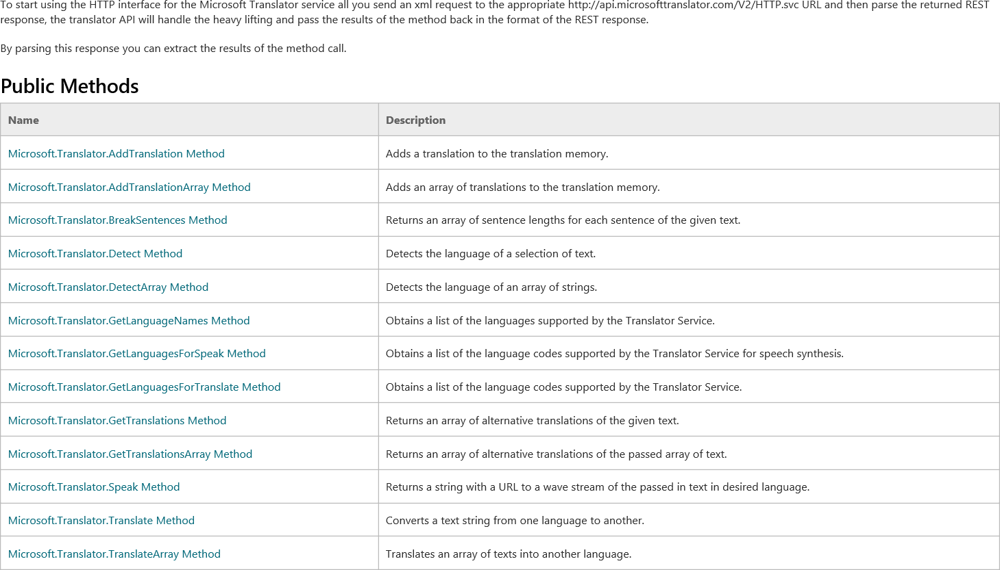 To start using the HTTP interface for the Microsoft Translator service all you send an xml request to the appropriate http://api.microsofttranslator.com/V2/HTTP.svc URL and then parse the returned REST
response, the translator API will handle the heavy lifting and pass the results of the method back in the format of the REST response.
By parsing this response you can extract the results of the method call.
Public Methods
Name Description
Microsoft.Translator.AddTranslation Method Adds a translation to the translation memory.
Microsoft.Translator.AddTranslationArray Method Adds an array of translations to the translation memory.
Microsoft.Translator.BreakSentences Method Returns an array of sentence lengths for each sentence of the given text.
Microsoft.Translator.Detect Method Detects the language of a selection of text.
Microsoft.Translator.DetectArray Method Detects the language of an array of strings.
Microsoft.Translator.GetLanguageNames Method Obtains a list of the languages supported by the Translator Service.
Microsoft.Translator.GetLanguagesForSpeak Method Obtains a list of the language codes supported by the Translator Service for speech synthesis.
Microsoft.Translator.GetLanguagesForTranslate Method Obtains a list of the language codes supported by the Translator Service.
Microsoft.Translator.GetTranslations Method Returns an array of alternative translations of the given text.
Microsoft.Translator.GetTranslationsArray Method Returns an array of alternative translations of the passed array of text.
Microsoft.Translator.Speak Method Returns a string with a URL to a wave stream of the passed in text in desired language.
Microsoft.Translator.Translate Method Converts a text string from one language to another.
Microsoft.Translator.TranslateArray Method Translates an array of texts into another language.